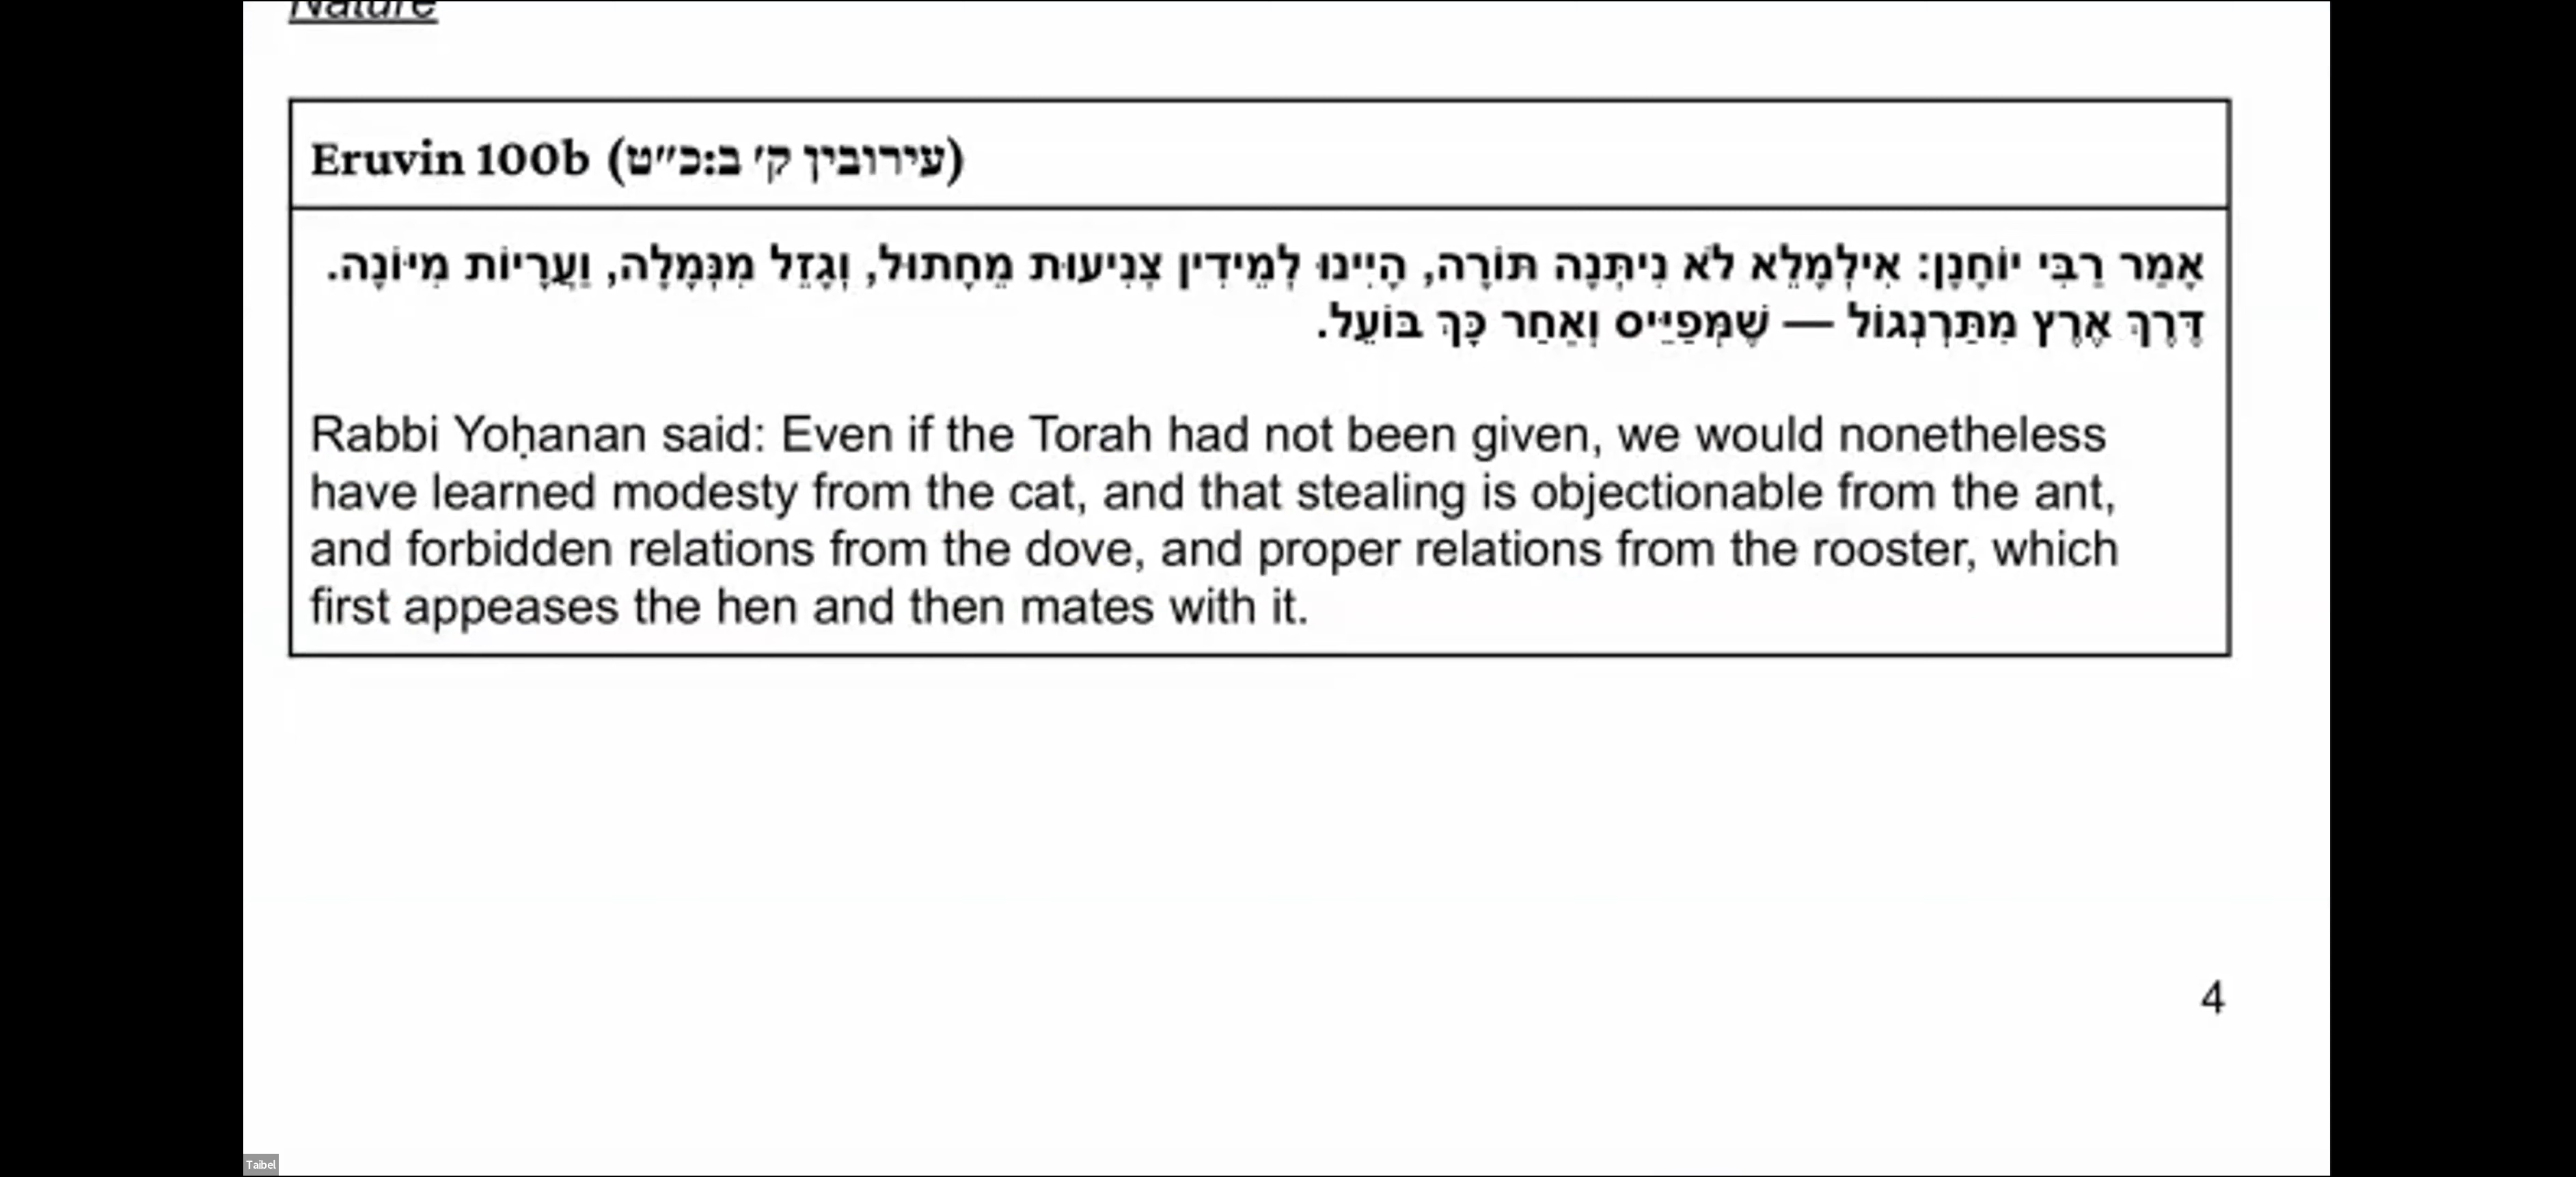 Nature
Eruvin 100b (עירובין ק׳ ב:כ״ט)
אָמַר רַבִּי יוֹחָנָן: אִילְמָלֵא לֹא נִיתְּנָה תּוֹרָה, הָיִינוּ לְמֵידִין צְנִיעוּת מֵחָתוּל, וְגָזֵל מִנְּמָלָה, וַעֲרָיוֹת מִיּוֹנָה.
דֶּרֶךְ אֶרֶץ מִתַּרְנְגוֹל — שֶׁמְּפַיֵּיס וְאַחַר כָּךְ בּוֹעֵל.
Rabbi Yoḥanan said: Even if the Torah had not been given, we would nonetheless
have learned modesty from the cat, and that stealing is objectionable from the ant,
and forbidden relations from the dove, and proper relations from the rooster, which
first appeases the hen and then mates with it.
4
Taibel